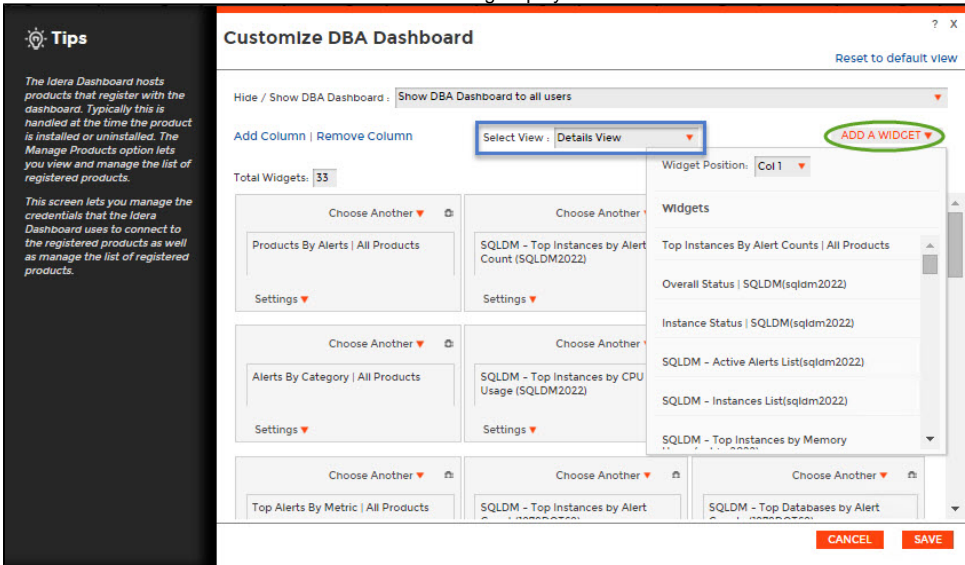 Tips
The Idera Dashboard hosts
products that register with the
dashboard. Typically this is
handled at the time the product
is installed or uninstalled. The
Manage Products option lets
you view and manage the list of
registered products.
This screen lets you manage the
credentials that the Idera
Dashboard uses to connect to
the registered products as well
as manage the list of registered
products.
Customize DBA Dashboard
? X
Reset to default view
Hide / Show DBA Dashboard : Show DBA Dashboard to all users
Add Column | Remove Column
Select View : Details View
ADD A WIDGET
Total Widgets: 33
Widget Position: Col 1
Widgets
Top Instances By Alert Counts | All Products
Overall Status | SQLDM(sqldm2022)
Instance Status | SQLDM(sqldm2022)
SQLDM - Active Alerts List(sqldm2022)
SQLDM - Instances List(sqldm2022)
SQLDM - Top Instances by Memory
Choose Another
Products By Alerts | All Products
Settings
Choose Another
SQLDM - Top Instances by Alert
Count (SQLDM2022)
Settings
Choose Another
Alerts By Category | All Products
Settings
Choose Another
SQLDM - Top Instances by CPU
Usage (SQLDM2022)
Settings
Choose Another
Top Alerts By Metric | All Products
Choose Another
SQLDM - Top Instances by Alert
Choose Another
SQLDM - Top Databases by Alert
CANCEL
SAVE